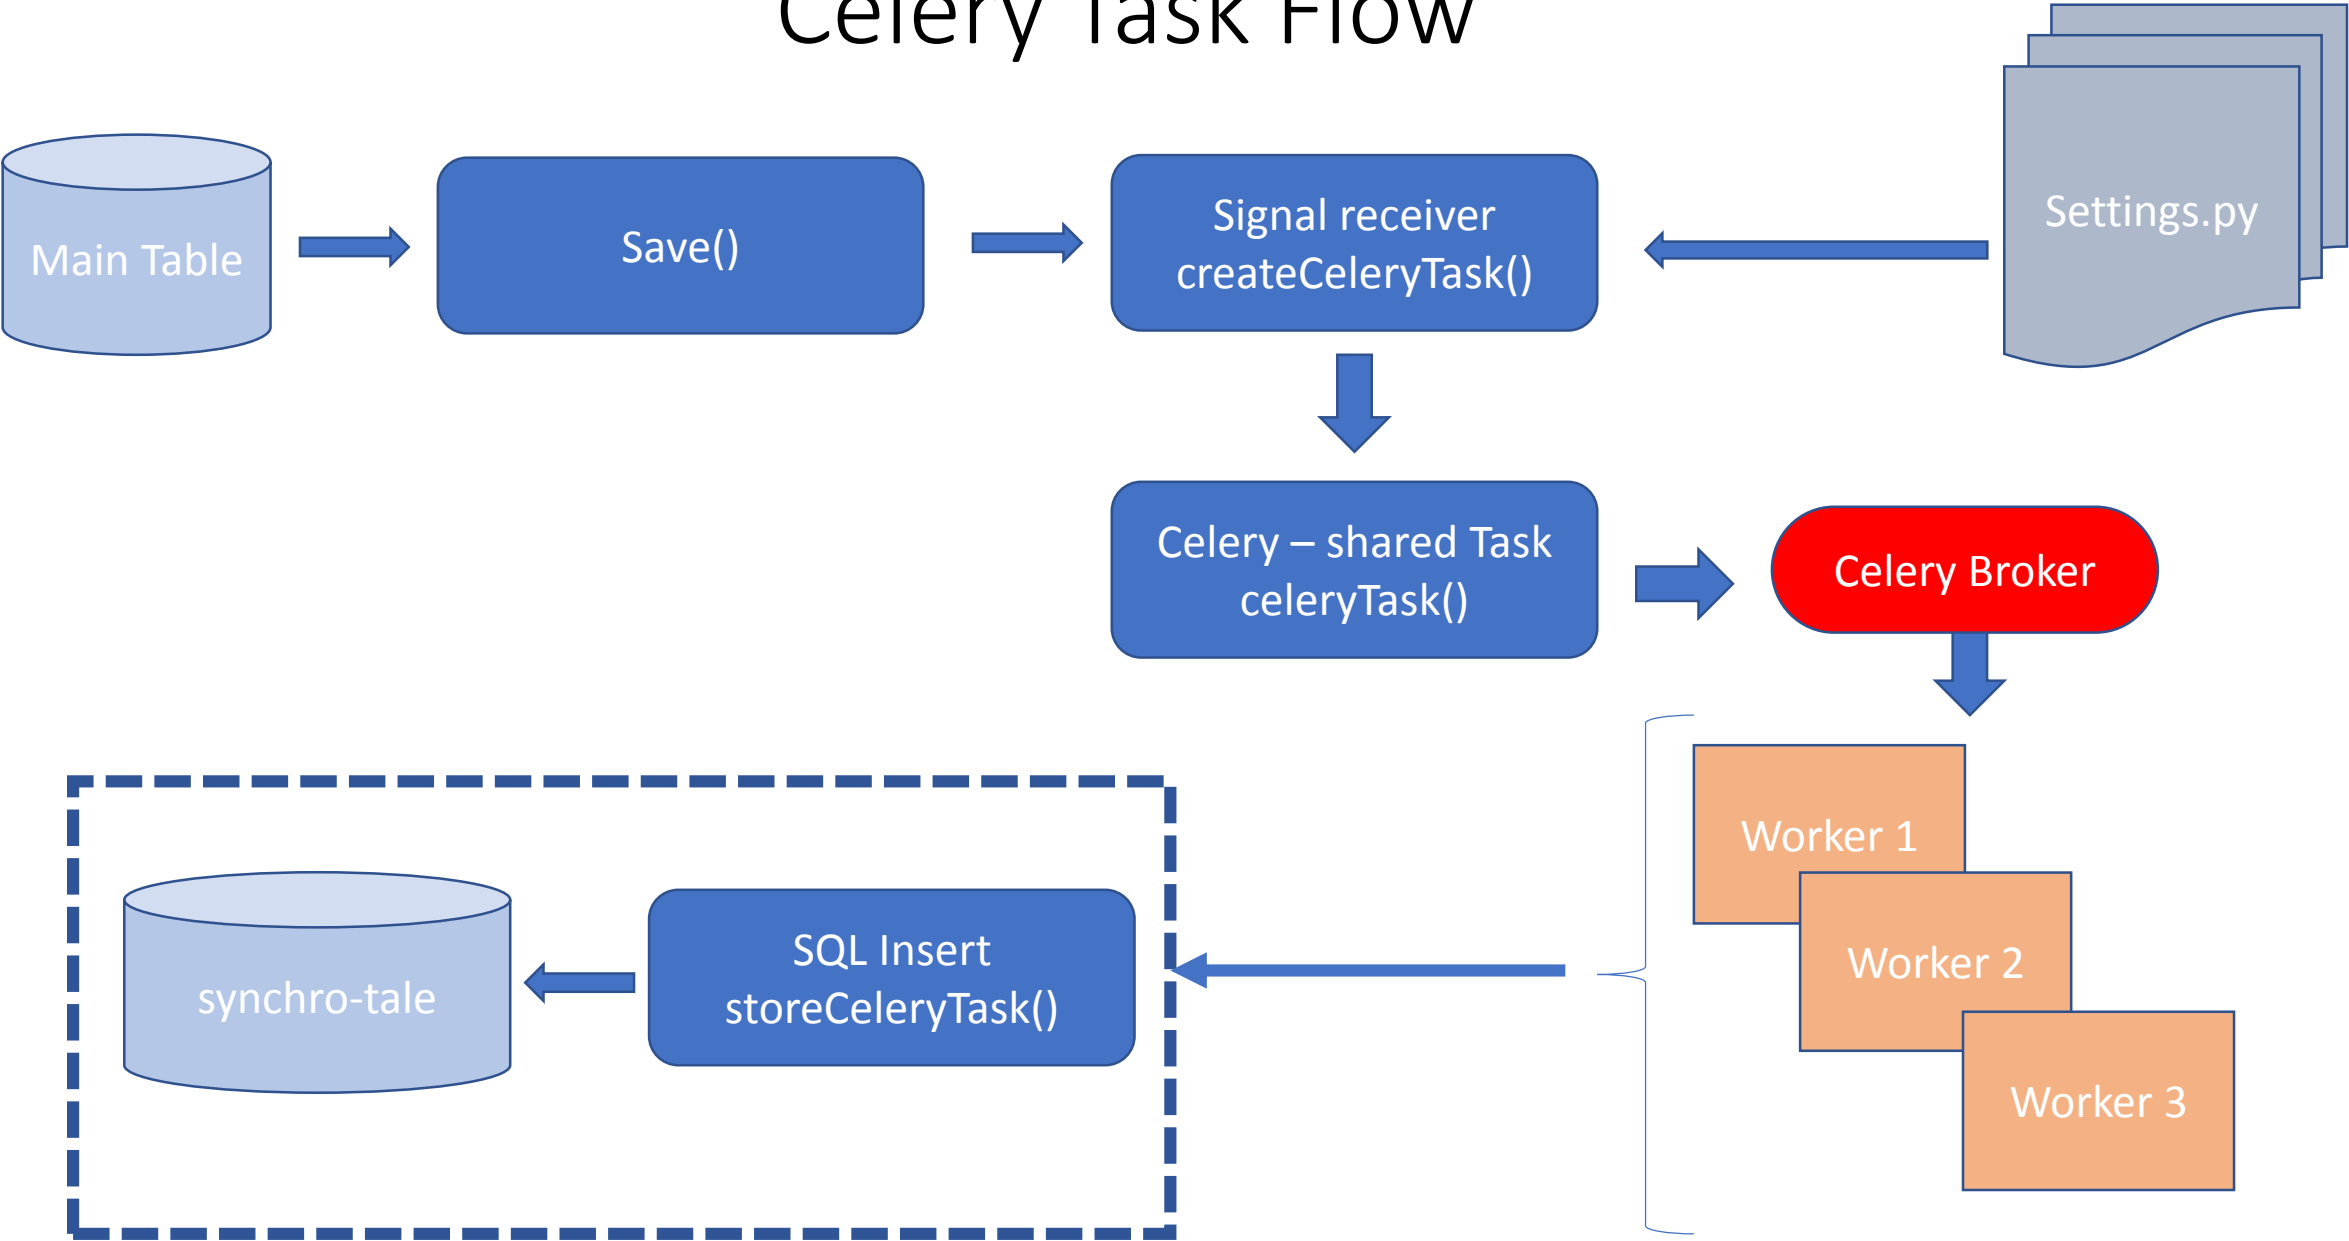 Celery Task Flow
Main Table
Save()
Signal receiver
createCeleryTask()
Settings.py
Celery – shared Task
celeryTask()
Celery Broker
Worker 1
Worker 2
Worker 3
SQL Insert
storeCeleryTask()
synchro-tale